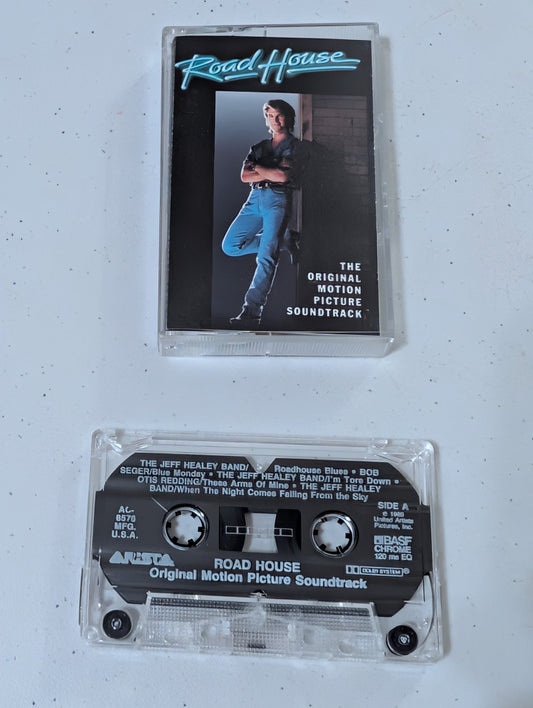 Road House
THE
ORIGINAL
MOTION
PICTURE
SOUNDTRACK
THE JEFF HEALEY BAND/ Roadhouse Blues • BOB
SEGER/Blue Monday • THE JEFF HEALEY BAND/I'm Tore Down •
OTIS REDDING/These Arms Of Mine • THE JEFF HEALEY
BAND/When The Night Comes Falling From the Sky
AC-
8576
MFG.
U.S.A.
SIDE A
℗ 1989
United Artists
Pictures, Inc.
BASF
CHROME
120 ms EQ
DOLBY SYSTEM®
ARISTA
ROAD HOUSE
Original Motion Picture Soundtrack